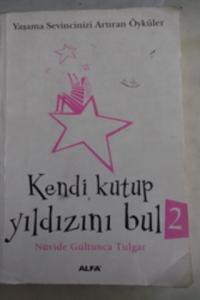 Yaşama Sevincinizi Artıran Öyküler
Kendi kutup
yıldızını bul 2
Nüvide Gültunca Tulgar
ALFA